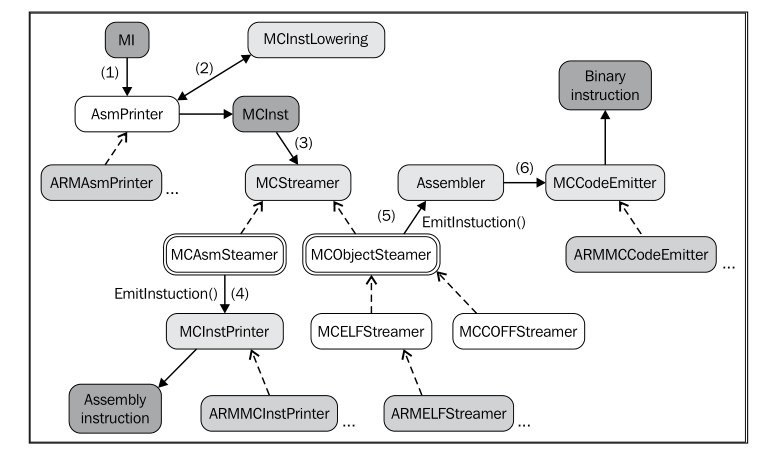 MI
MCInstLowering
(1)
(2)
AsmPrinter
MCInst
Binary
instruction
(3)
ARMAsmPrinter
...
MCStreamer
Assembler
(6)
MCCodeEmitter
(5)
EmitInstuction()
MCAsmSteamer
MCObjectSteamer
ARMMCCodeEmitter
...
EmitInstuction()
(4)
MCInstPrinter
MCELFStreamer
MCCOFFStreamer
Assembly
instruction
ARMMCInstPrinter
...
ARMELFStreamer
...